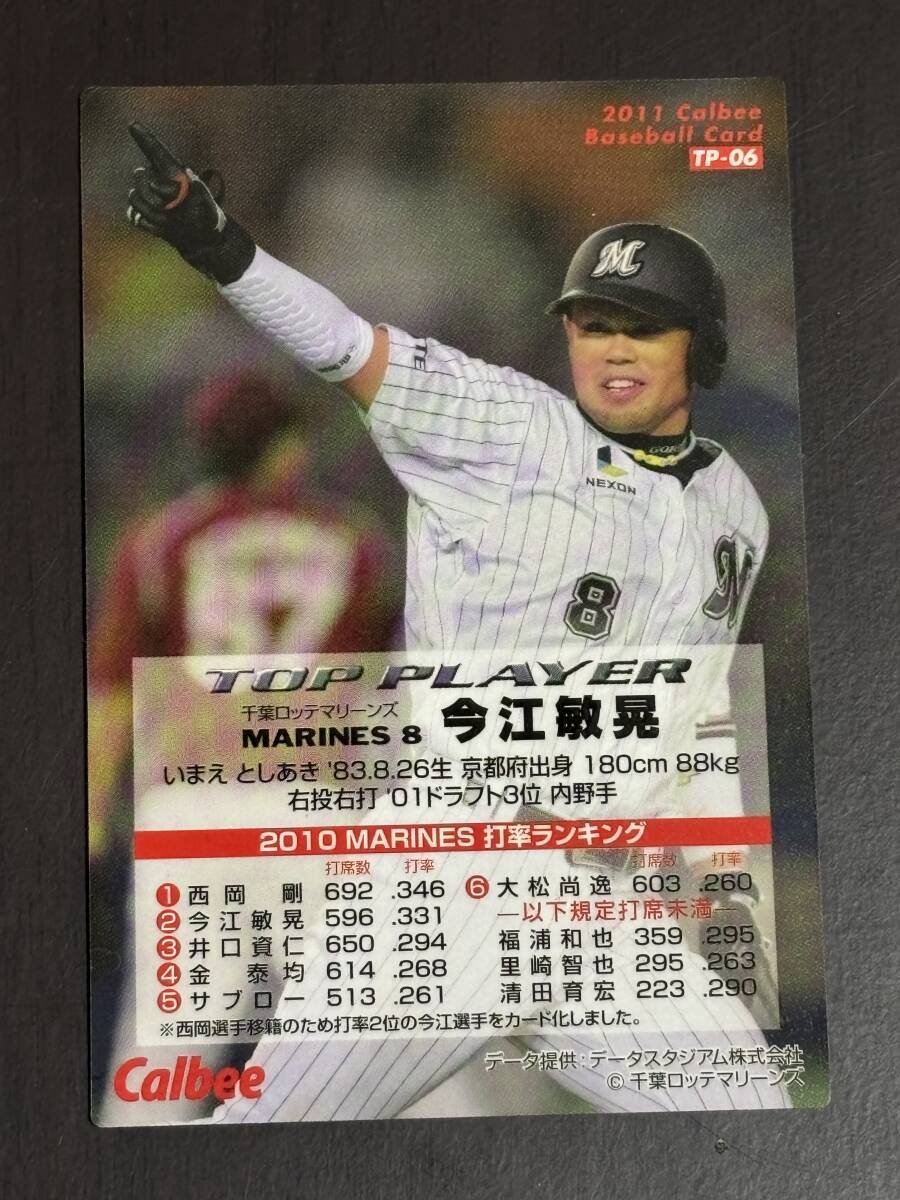 2011 Calbee
Baseball Card
TP-06
M
NEXON
8
M
TOP PLAYER
千葉ロッテマリーンズ
MARINES 8 今江敏晃
いまえ としあき '83.8.26生 京都府出身 180cm 88kg
右投右打 '01ドラフト3位 内野手
2010 MARINES 打率ランキング
打席数 打率 打席数 打率
① 西岡 剛 692 .346
② 今江敏晃 596 .331
③ 井口資仁 650 .294
④ 金 泰均 614 .268
⑤ サブロー 513 .261
⑥ 大松尚逸 603 .260
—以下規定打席未満—
福浦和也 359 .295
里崎智也 295 .263
清田育宏 223 .290
※西岡選手移籍のため打率2位の今江選手をカード化しました。
Calbee
データ提供:データスタジアム株式会社
© 千葉ロッテマリーンズ